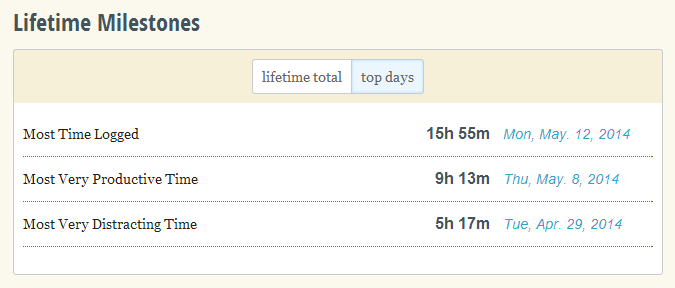 Lifetime Milestones
lifetime total top days
Most Time Logged 15h 55m Mon, May. 12, 2014
Most Very Productive Time 9h 13m Thu, May. 8, 2014
Most Very Distracting Time 5h 17m Tue, Apr. 29, 2014